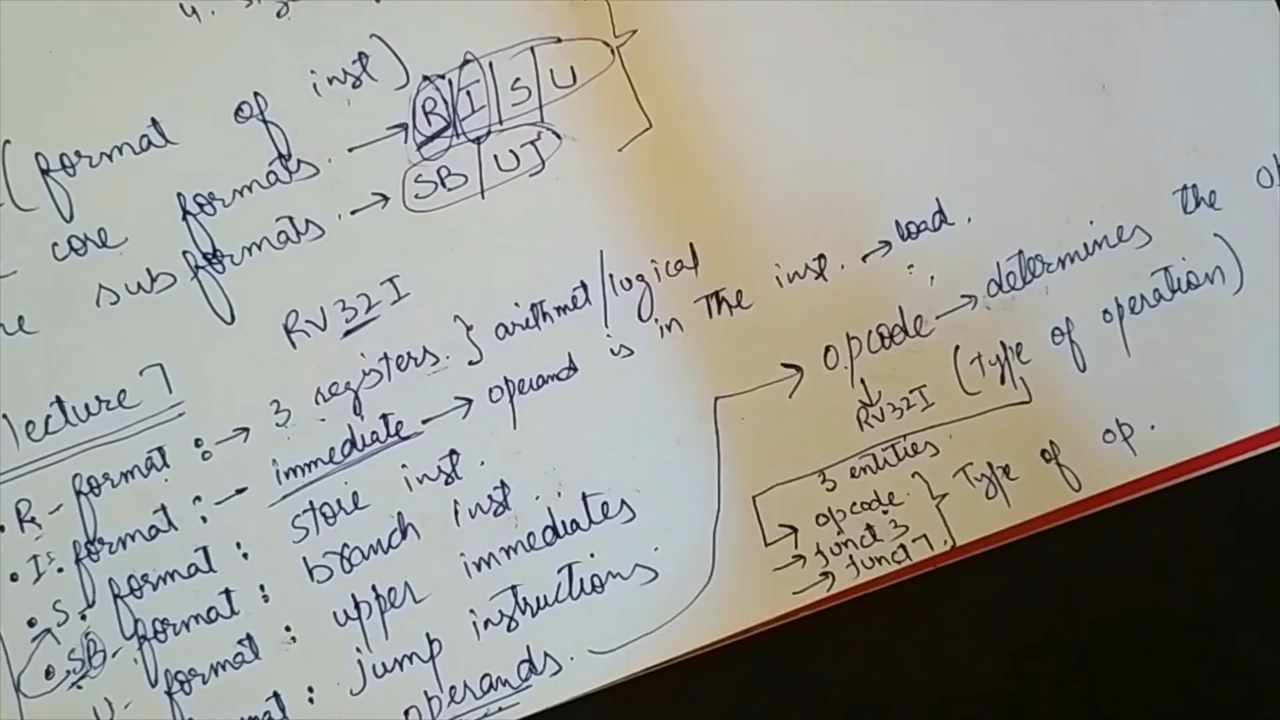 4.
(format of inst)
core formats. → R | I | S | U
subformats. → SB | UJ
RV32I
lecture 7
R-format :→ 3 registers. } arithmet/logical
I-format :- immediate → operand is in the inst. → load.
S-format : store inst.
SB-format : branch inst.
U-format : upper immediates
: jump instructions
operands.
opcode → determines the
RV32I (Type of operation)
3 entities
→ opcode.
→ funct 3 } Type of op.
→ funct 7.